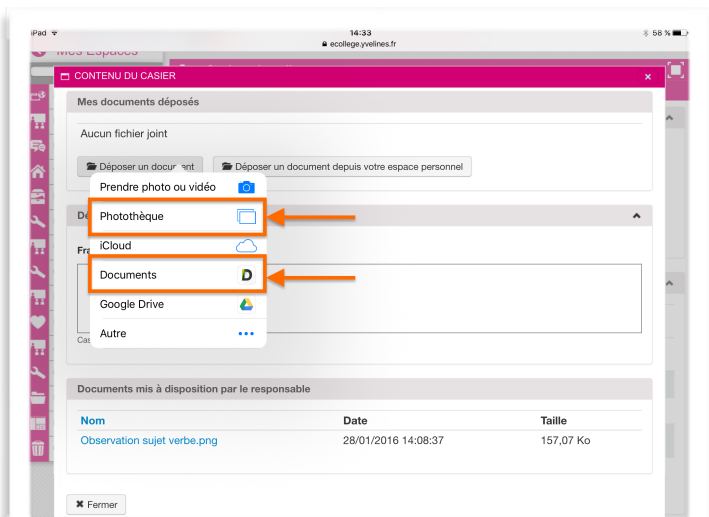 iPad 14:33 58 %
ecollege.yvelines.fr
Mes Espaces
CONTENU DU CASIER ×
Mes documents déposés
Aucun fichier joint
Déposer un document Déposer un document depuis votre espace personnel
Prendre photo ou vidéo
Photothèque
iCloud
Documents
Google Drive
Autre
Documents mis à disposition par le responsable
Nom Date Taille
Observation sujet verbe.png 28/01/2016 14:08:37 157,07 Ko
Fermer